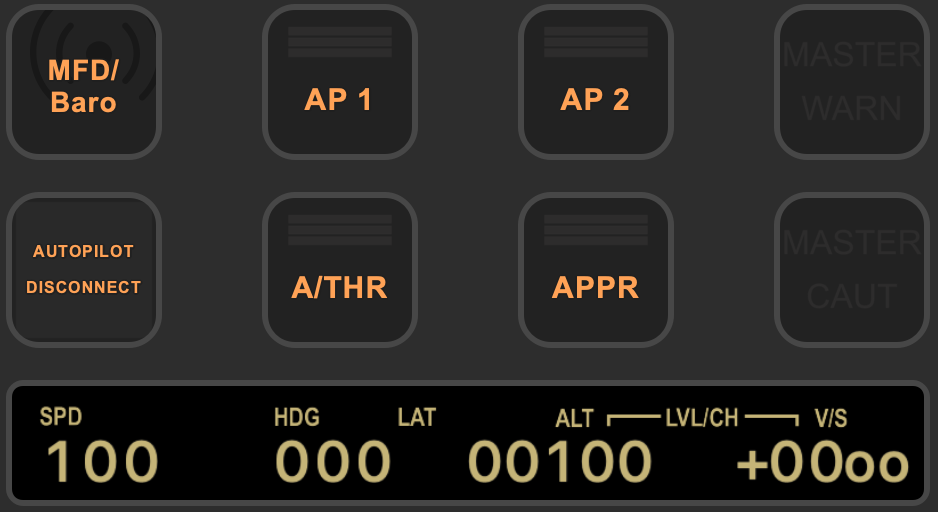 MFD/
Baro
AP 1
AP 2
MASTER
WARN
AUTOPILOT
DISCONNECT
A/THR
APPR
MASTER
CAUT
SPD HDG LAT ALT LVL/CH V/S
100 000 00100 +00oo